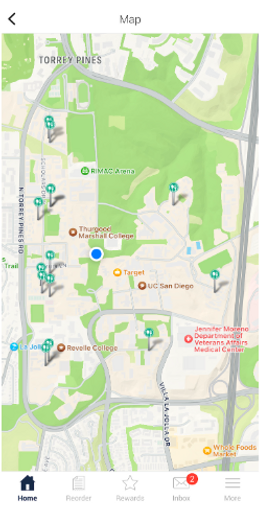 Map
TORREY PINES
RIMAC Arena
N TORREY PINES RD
Thurgood
Marshall College
s
Trail
Target
UC San Diego
Jennifer Moreno
Department of
Veterans Affairs
Medical Center
La Jol
Revelle College
VILLA LA JOLLA DR
Whole Foods
Market
2
Home
Reorder
Rewards
Inbox
More